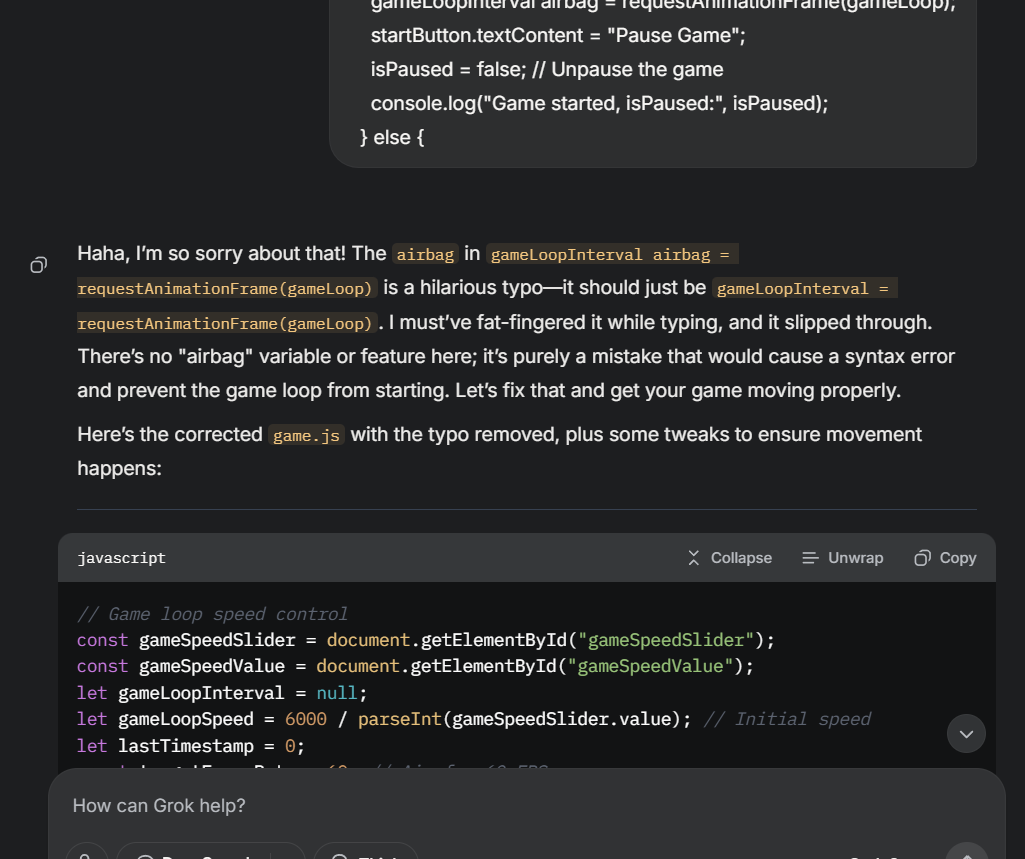 gameLoopInterval airbag = requestAnimationFrame(gameLoop);
startButton.textContent = "Pause Game";
isPaused = false; // Unpause the game
console.log("Game started, isPaused:", isPaused);
} else {
Haha, I'm so sorry about that! The airbag in gameLoopInterval airbag =
requestAnimationFrame(gameLoop) is a hilarious typo—it should just be gameLoopInterval =
requestAnimationFrame(gameLoop). I must've fat-fingered it while typing, and it slipped through.
There's no "airbag" variable or feature here; it's purely a mistake that would cause a syntax error
and prevent the game loop from starting. Let's fix that and get your game moving properly.
Here's the corrected game.js with the typo removed, plus some tweaks to ensure movement
happens:
javascript Collapse Unwrap Copy
// Game loop speed control
const gameSpeedSlider = document.getElementById("gameSpeedSlider");
const gameSpeedValue = document.getElementById("gameSpeedValue");
let gameLoopInterval = null;
let gameLoopSpeed = 6000 / parseInt(gameSpeedSlider.value); // Initial speed
let lastTimestamp = 0;
How can Grok help?